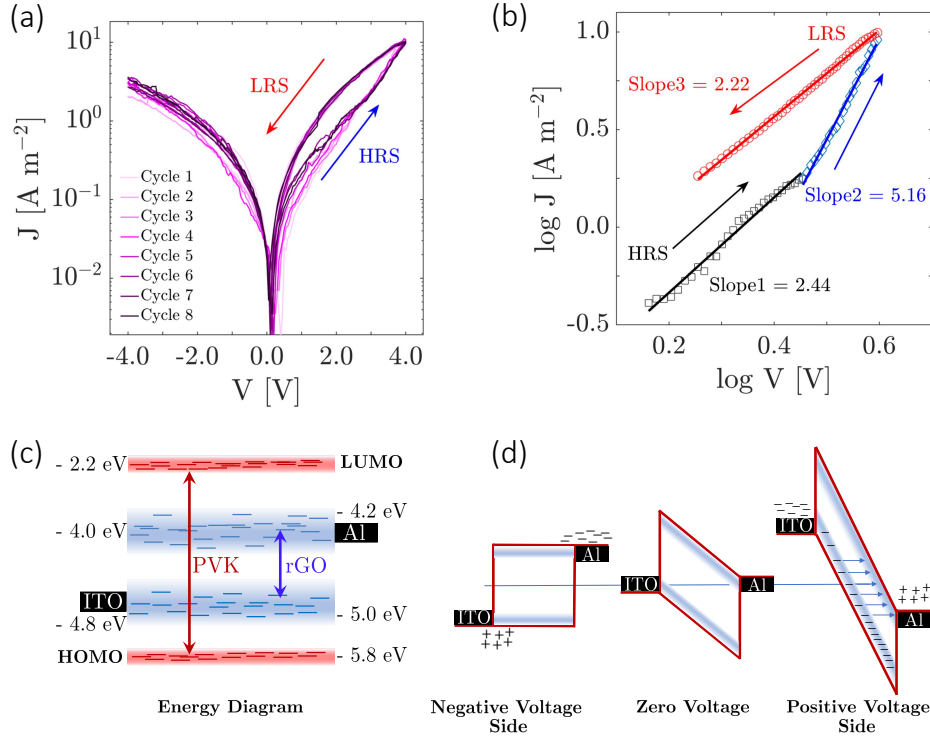 (a)
J [A m⁻²]
10¹
10⁰
10⁻¹
10⁻²
LRS
HRS
Cycle 1
Cycle 2
Cycle 3
Cycle 4
Cycle 5
Cycle 6
Cycle 7
Cycle 8
-4.0 -2.0 0.0 2.0 4.0
V [V]
(b)
log J [A m⁻²]
1.0
0.5
0.0
-0.5
LRS
Slope3 = 2.22
Slope2 = 5.16
HRS
Slope1 = 2.44
0.2 0.4 0.6
log V [V]
(c)
- 2.2 eV
LUMO
- 4.2 eV
- 4.0 eV
Al
PVK
rGO
ITO
- 4.8 eV
- 5.0 eV
HOMO
- 5.8 eV
Energy Diagram
(d)
- - - - - - - -
Al
ITO
+ + + + + +
ITO
Al
- - - - - - - -
ITO
+ + + + + +
Al
Negative Voltage
Side
Zero Voltage
Positive Voltage
Side